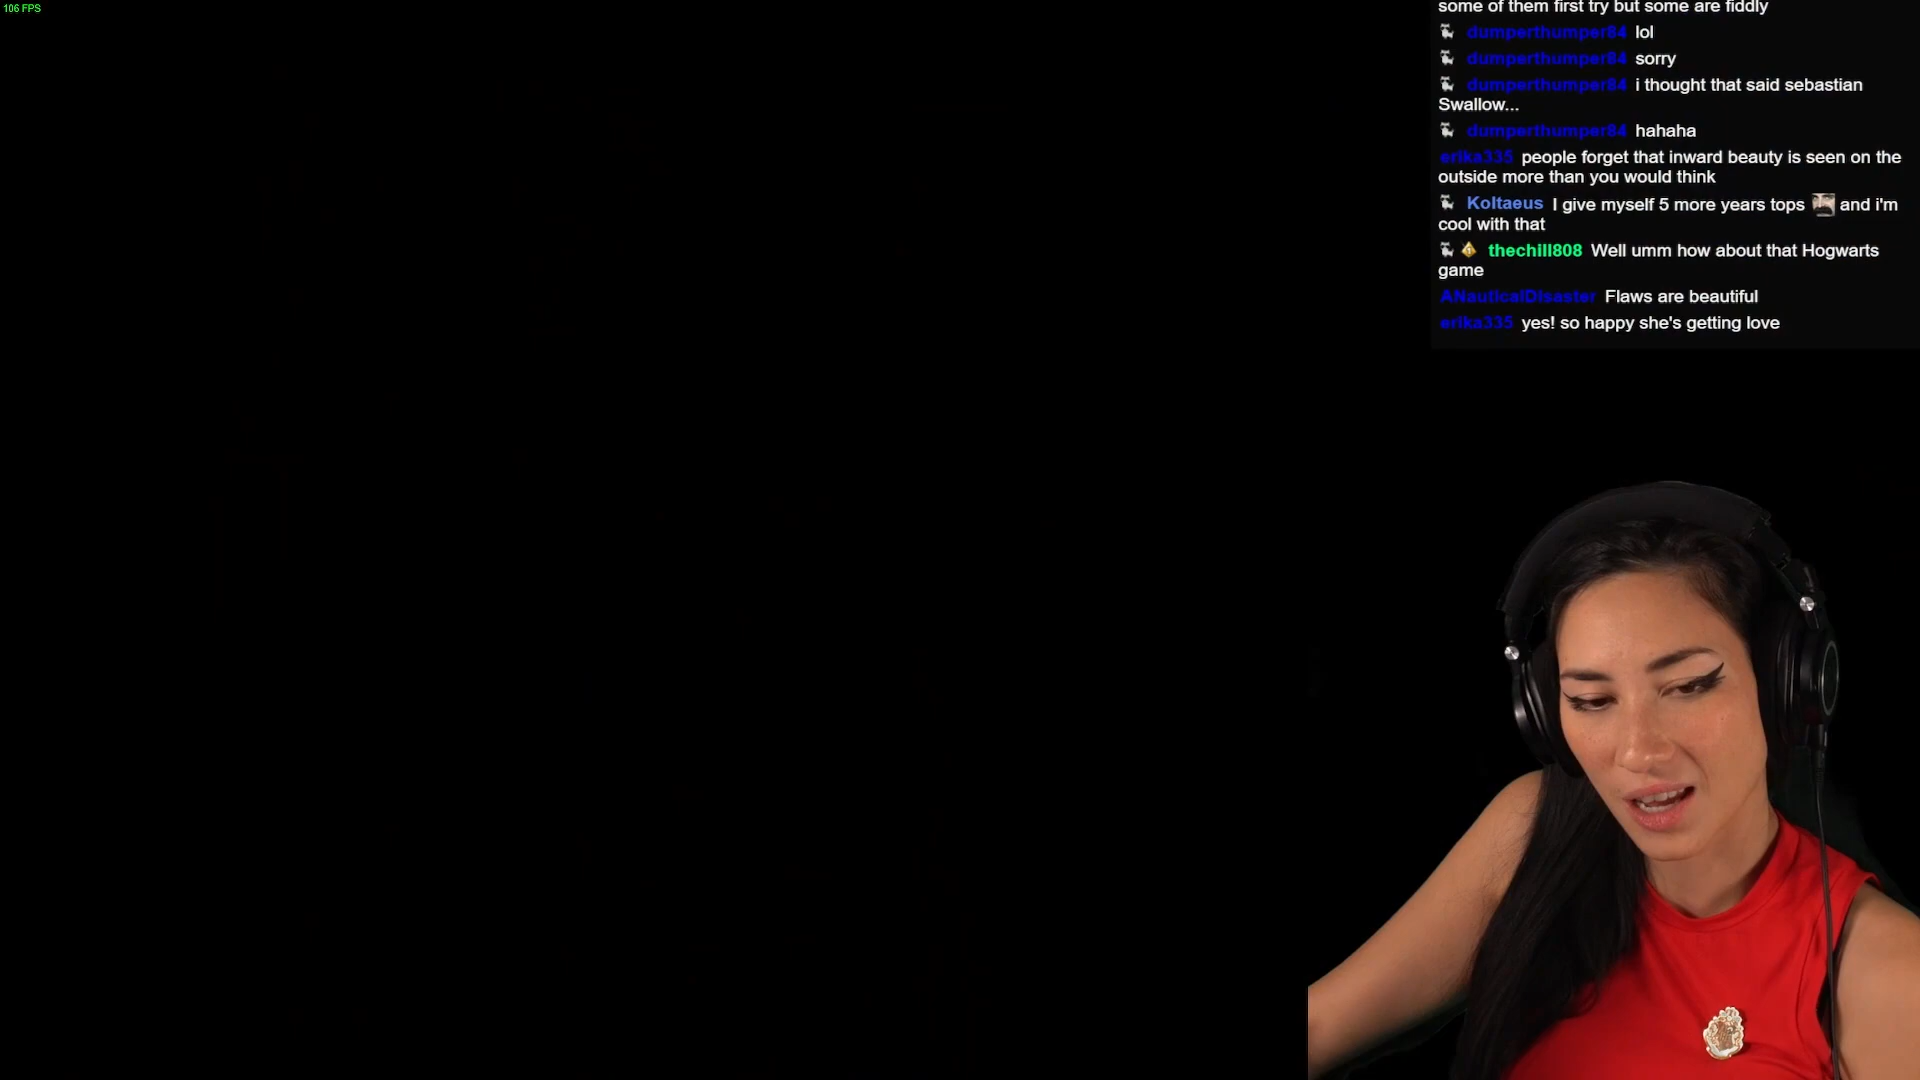 106 FPS
some of them first try but some are fiddly
dumperthumper84 lol
dumperthumper84 sorry
dumperthumper84 i thought that said sebastian
Swallow...
dumperthumper84 hahaha
erika335 people forget that inward beauty is seen on the
outside more than you would think
Koltaeus I give myself 5 more years tops and i'm
cool with that
thechill808 Well umm how about that Hogwarts
game
ANauticalDisaster Flaws are beautiful
erika335 yes! so happy she's getting love